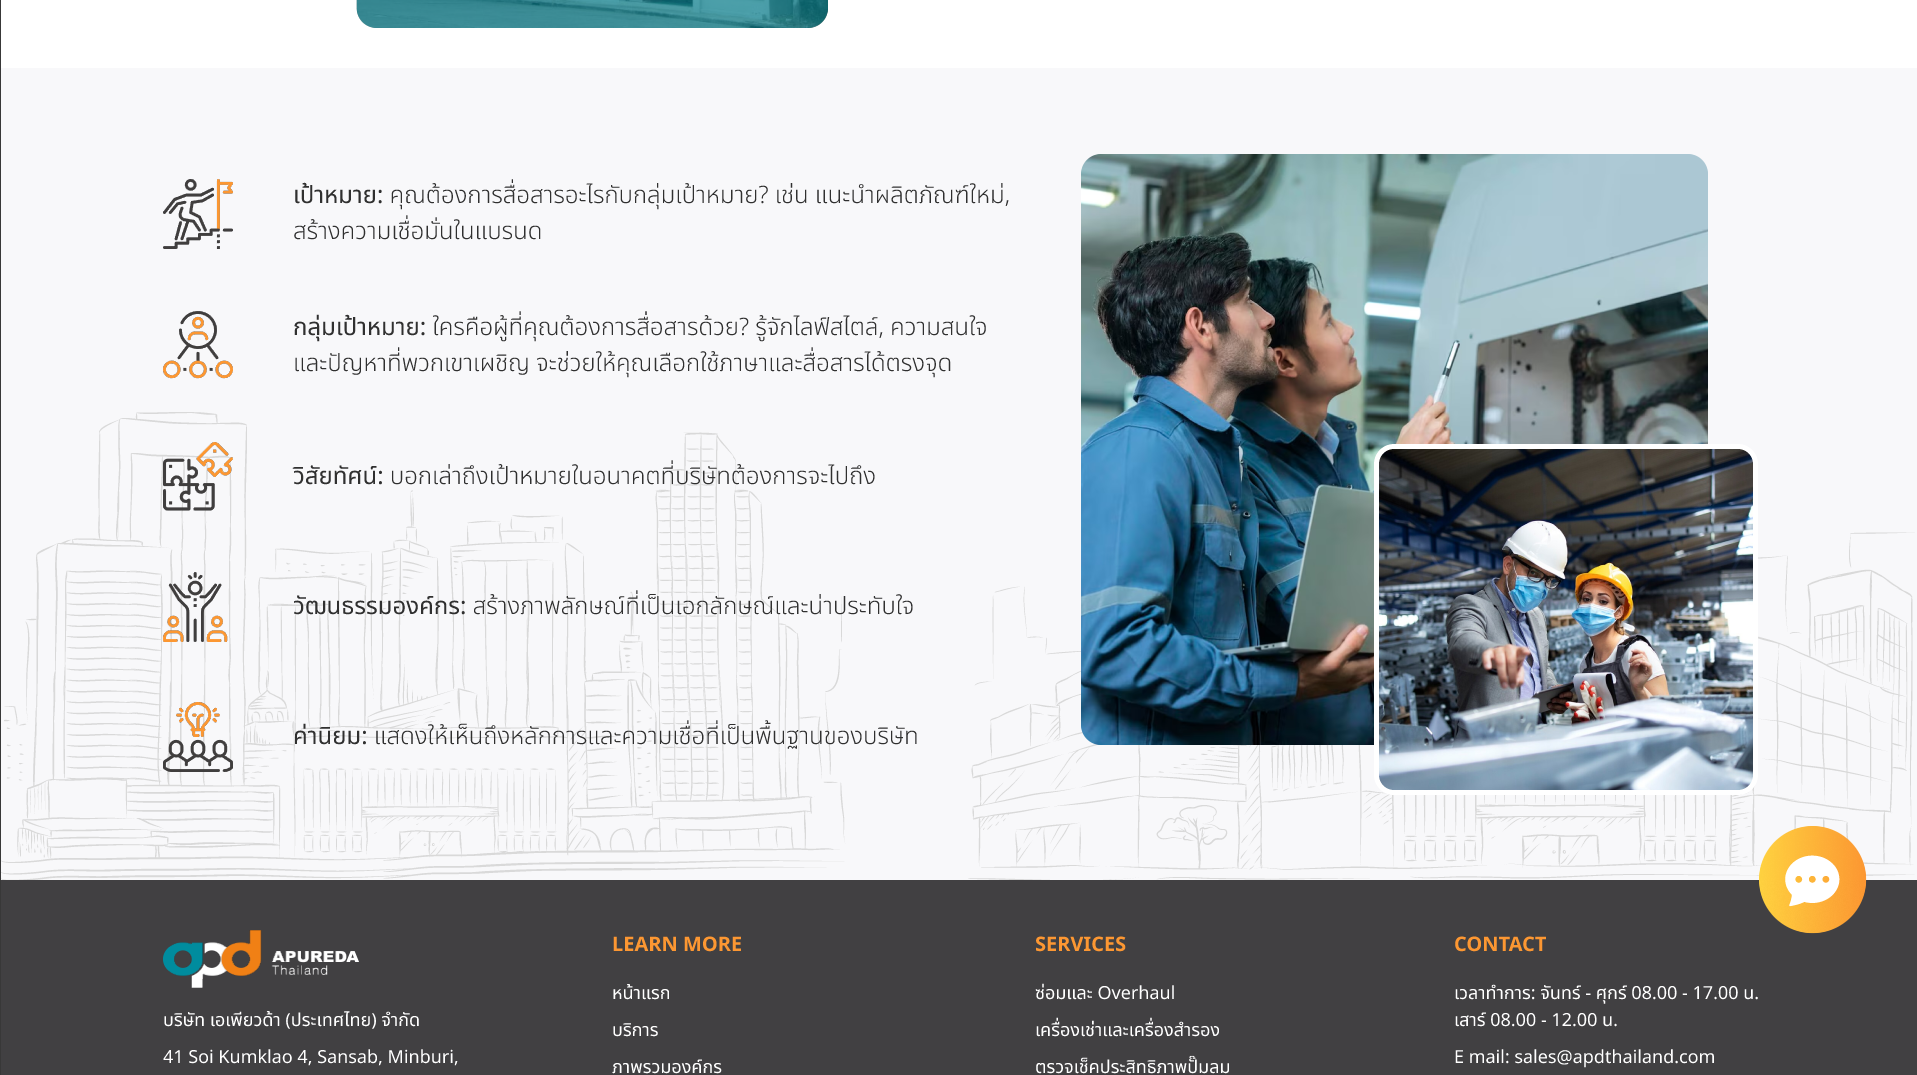 เป้าหมาย: คุณต้องการสื่อสารอะไรกับกลุ่มเป้าหมาย? เช่น แนะนำผลิตภัณฑ์ใหม่,
สร้างความเชื่อมั่นในแบรนด
กลุ่มเป้าหมาย: ใครคือผู้ที่คุณต้องการสื่อสารด้วย? รู้จักไลฟ์สไตล์, ความสนใจ
และปัญหาที่พวกเขาเผชิญ จะช่วยให้คุณเลือกใช้ภาษาและสื่อสารได้ตรงจุด
วิสัยทัศน์: บอกเล่าถึงเป้าหมายในอนาคตที่บริษัทต้องการจะไปถึง
วัฒนธรรมองค์กร: สร้างภาพลักษณ์ที่เป็นเอกลักษณ์และน่าประทับใจ
ค่านิยม: แสดงให้เห็นถึงหลักการและความเชื่อที่เป็นพื้นฐานของบริษัท
apd APUREDA
Thailand
บริษัท เอเพียวด้า (ประเทศไทย) จำกัด
41 Soi Kumklao 4, Sansab, Minburi,
LEARN MORE
หน้าแรก
บริการ
ภาพรวมองค์กร
SERVICES
ซ่อมและ Overhaul
เครื่องเช่าและเครื่องสำรอง
ตรวจเช็คประสิทธิภาพปั๊มลม
CONTACT
เวลาทำการ: จันทร์ - ศุกร์ 08.00 - 17.00 น.
เสาร์ 08.00 - 12.00 น.
E mail: sales@apdthailand.com